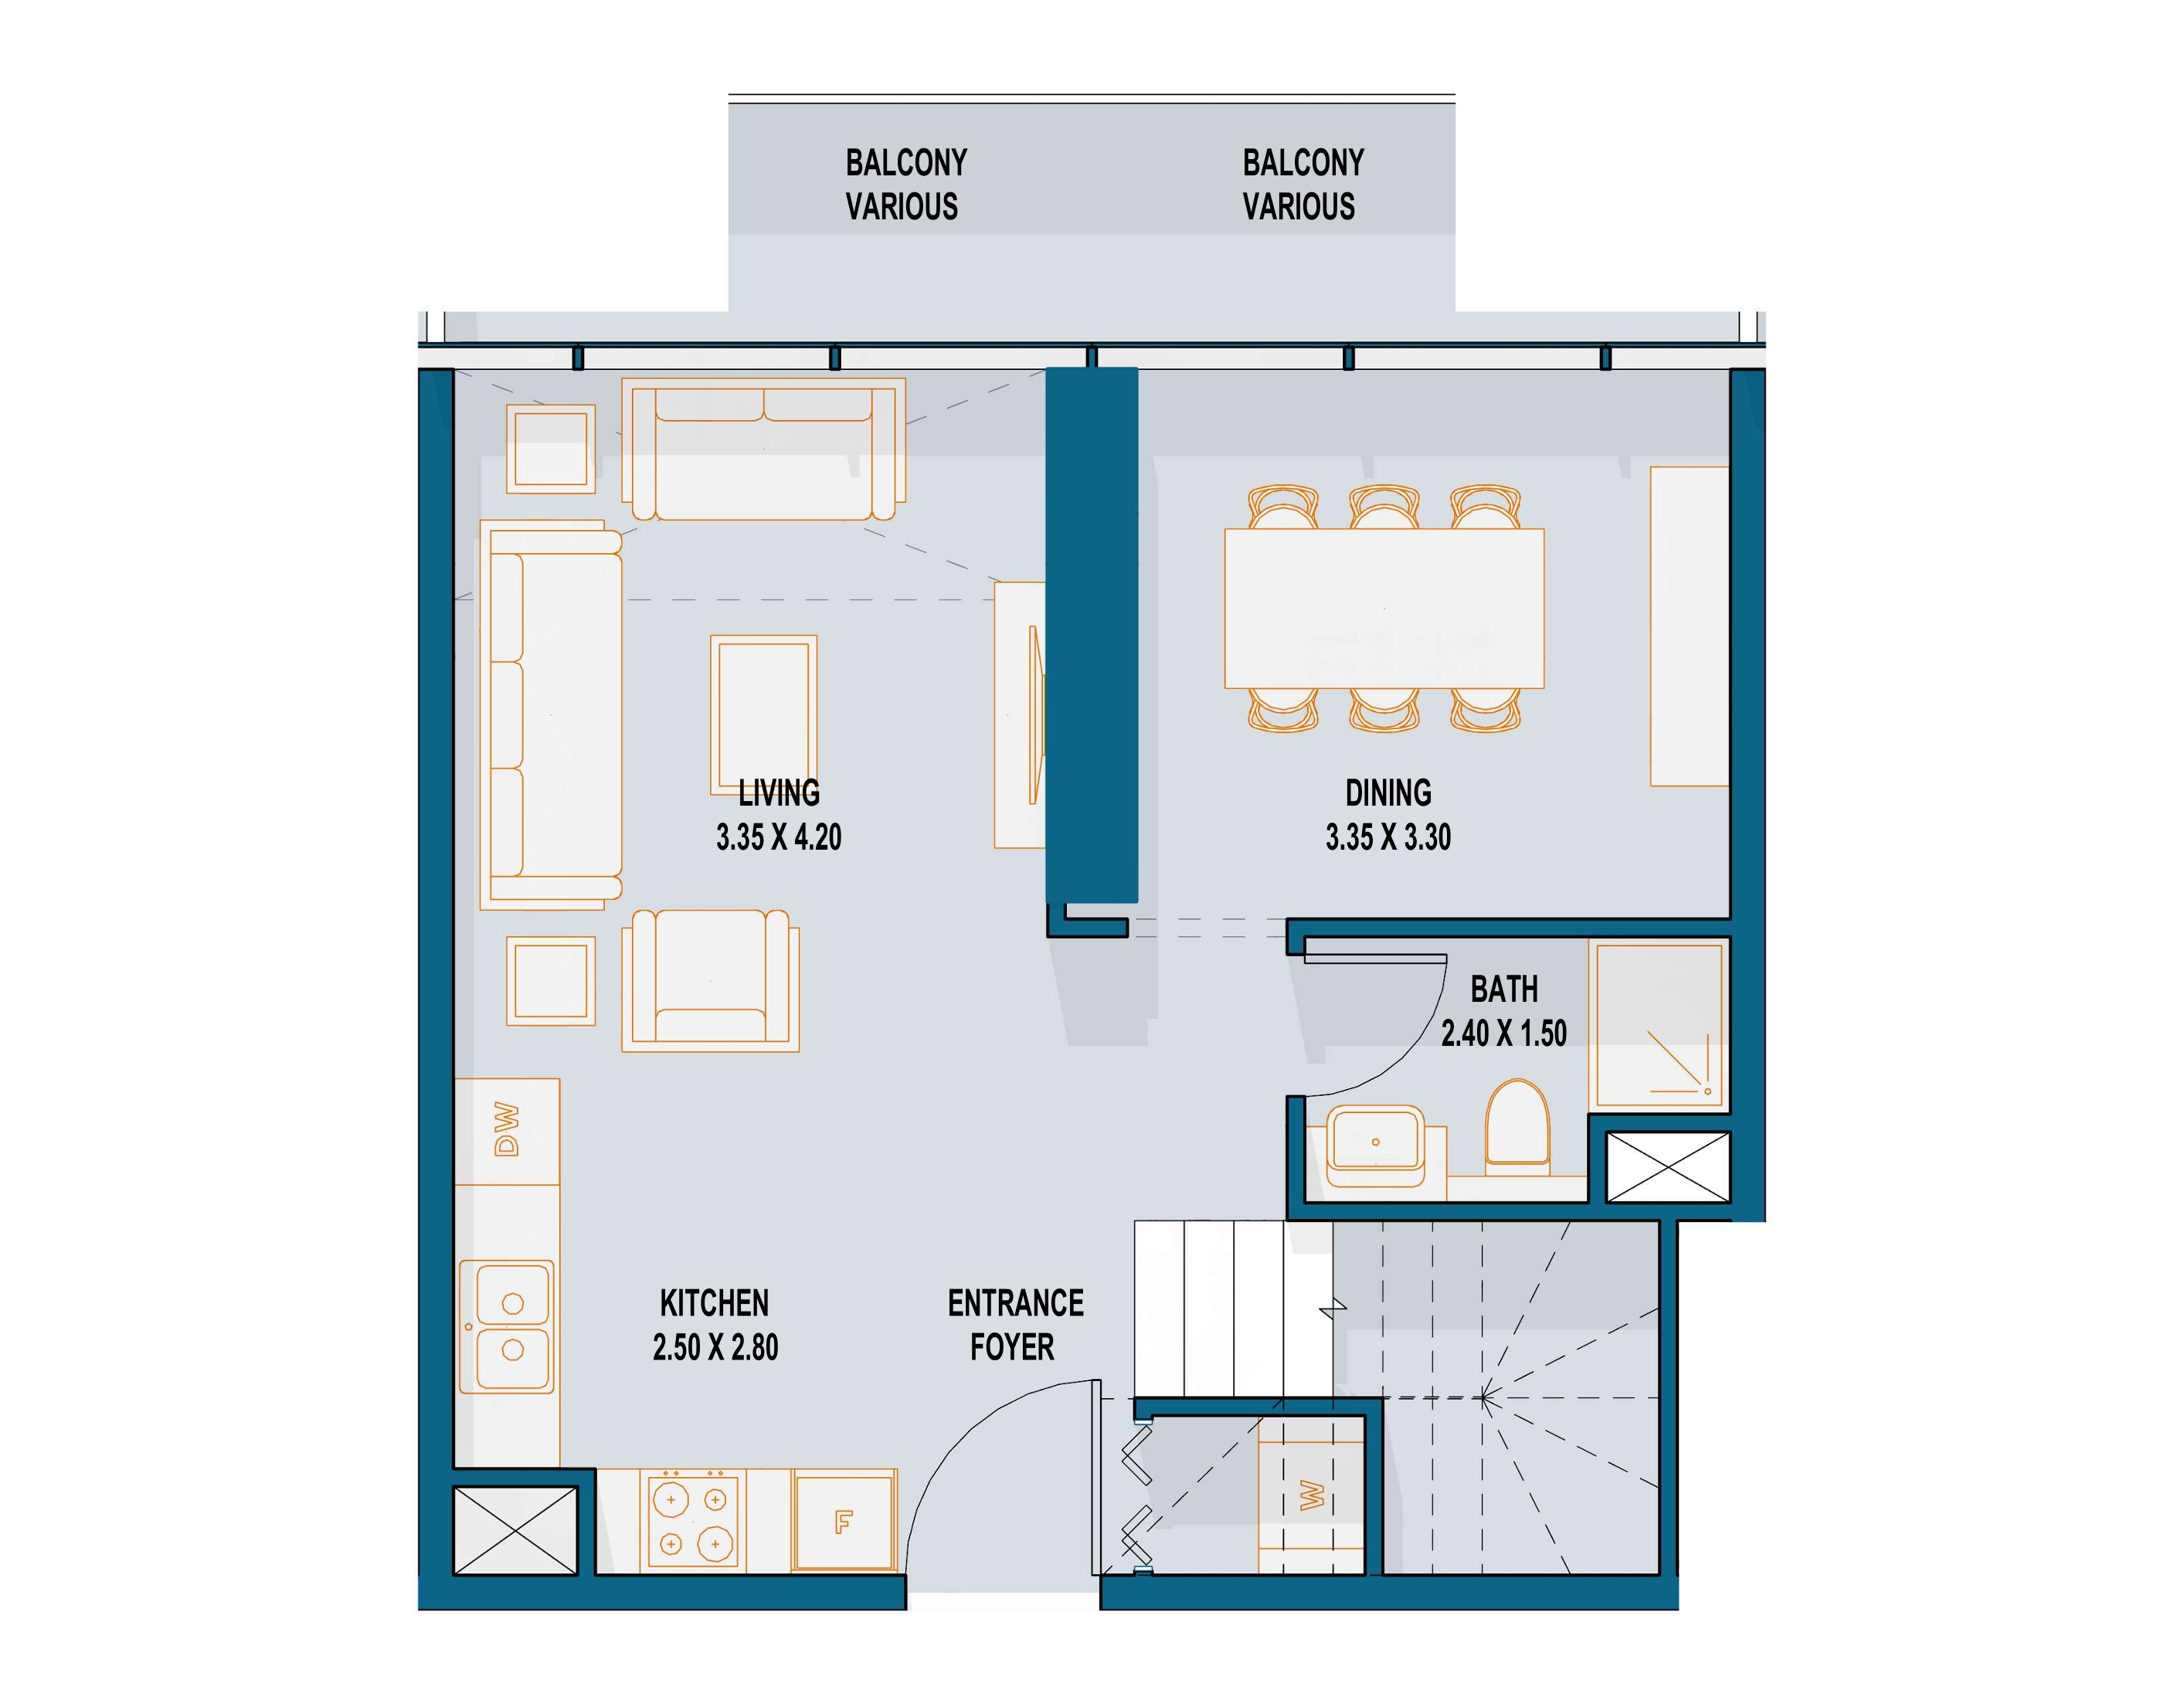 BALCONY
VARIOUS
BALCONY
VARIOUS
LIVING
3.35 X 4.20
DINING
3.35 X 3.30
BATH
2.40 X 1.50
DW
KITCHEN
2.50 X 2.80
ENTRANCE
FOYER
F
W